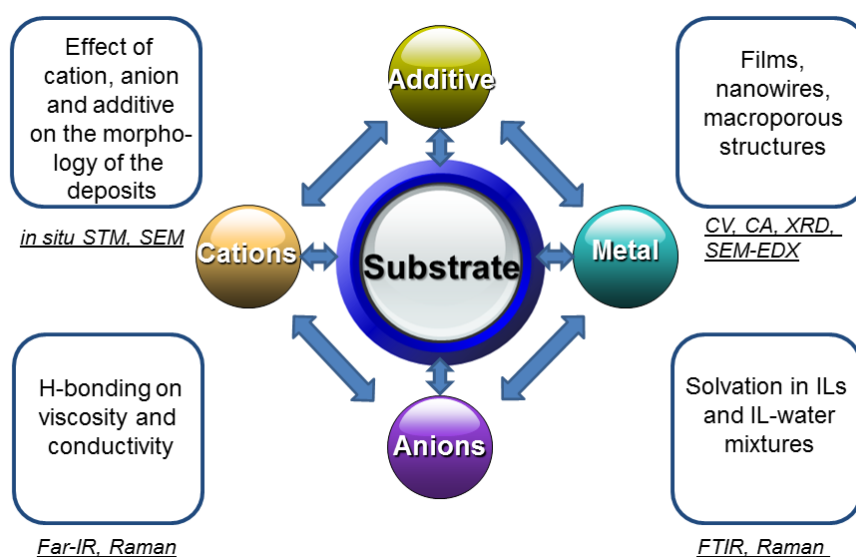 Effect of
cation, anion
and additive
on the morpho-
logy of the
deposits
in situ STM, SEM
Additive
Films,
nanowires,
macroporous
structures
CV, CA, XRD,
SEM-EDX
Cations
Substrate
Metal
H-bonding on
viscosity and
conductivity
Far-IR, Raman
Anions
Solvation in ILs
and IL-water
mixtures
FTIR, Raman